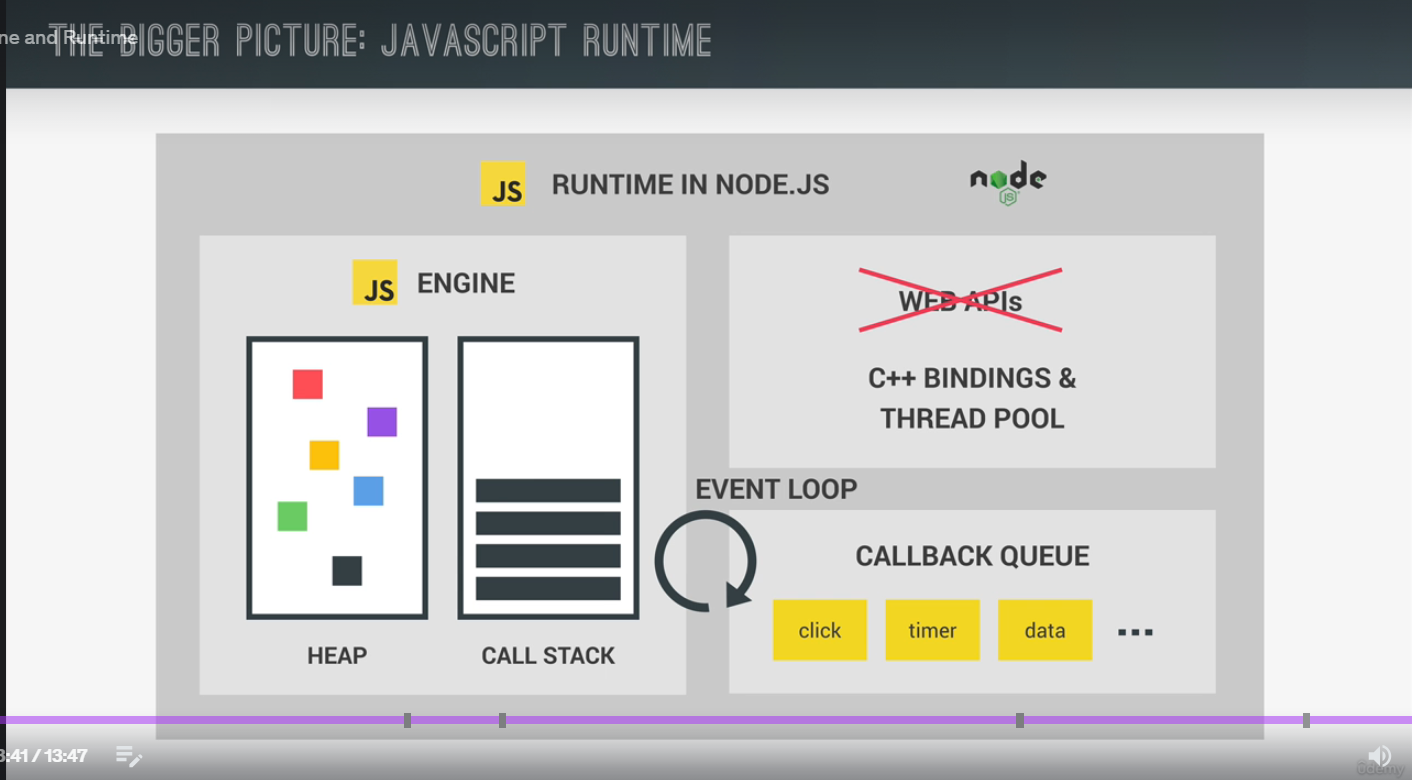 ne and Runtime
THE BIGGER PICTURE: JAVASCRIPT RUNTIME
JS RUNTIME IN NODE.JS
node
JS
JS ENGINE
WEB APIs
C++ BINDINGS &
THREAD POOL
EVENT LOOP
CALLBACK QUEUE
click timer data ...
HEAP CALL STACK
3:41 / 13:47
ûdemy